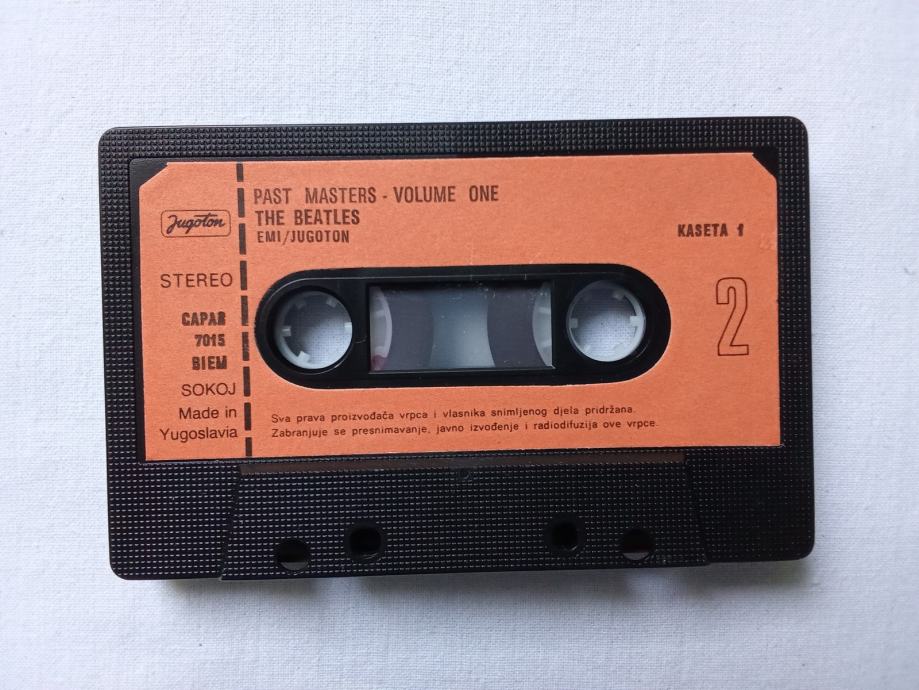 Jugoton
STEREO
CAPAR
7015
BIEM
SOKOJ
Made in
Yugoslavia
PAST MASTERS - VOLUME ONE
THE BEATLES
EMI/JUGOTON
KASETA 1
2
Sva prava proizvođača vrpca i vlasnika snimljenog djela pridržana.
Zabranjuje se presnimavanje, javno izvođenje i radiodifuzija ove vrpce.